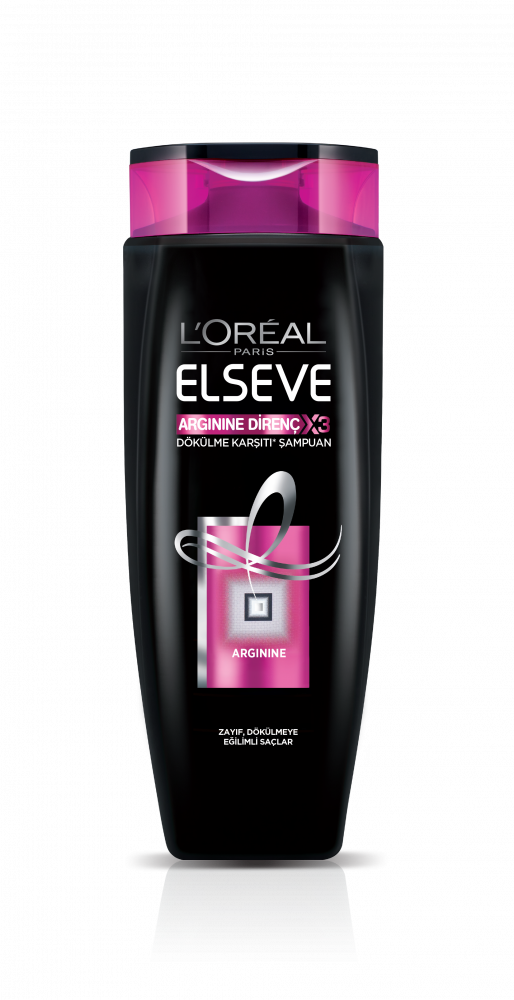 L'ORÉAL
PARIS
ELSEVE
ARGININE DİRENÇ X3
DÖKÜLME KARŞITI* ŞAMPUAN
ARGININE
ZAYIF, DÖKÜLMEYE
EĞİLİMLİ SAÇLAR